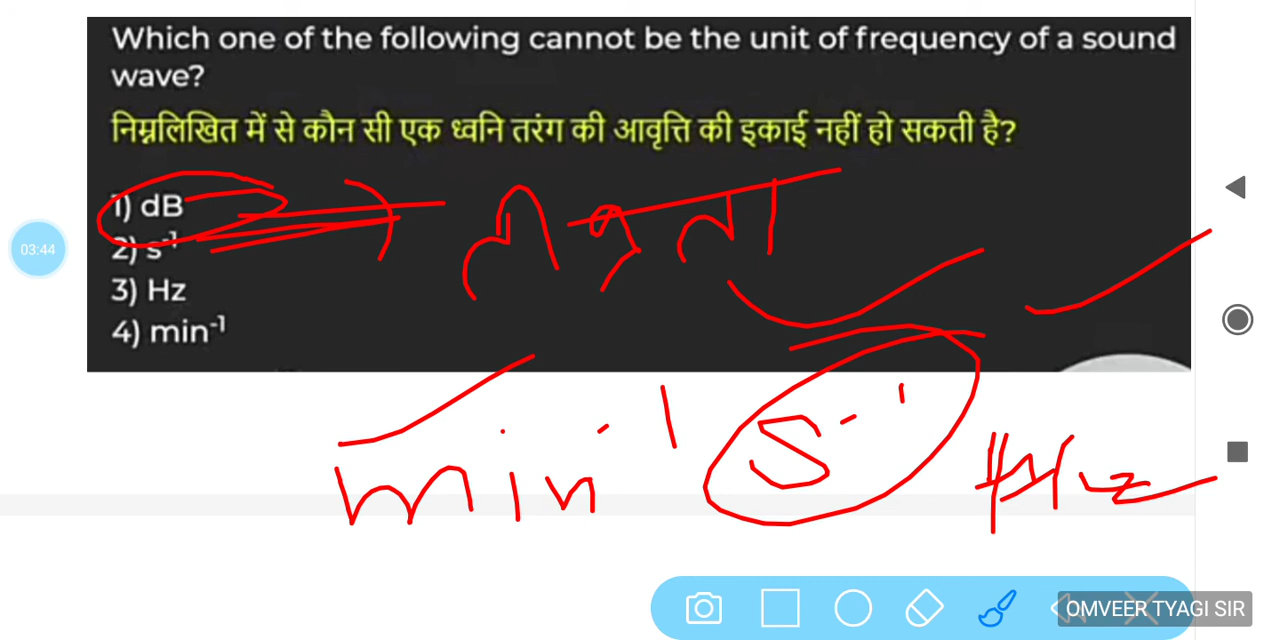 Which one of the following cannot be the unit of frequency of a sound
wave?
निम्नलिखित में से कौन सी एक ध्वनि तरंग की आवृत्ति की इकाई नहीं हो सकती है?
1) dB
2) s⁻¹
3) Hz
4) min⁻¹
03:44
तीव्रता
min⁻¹ S⁻¹ Hz
OMVEER TYAGI SIR